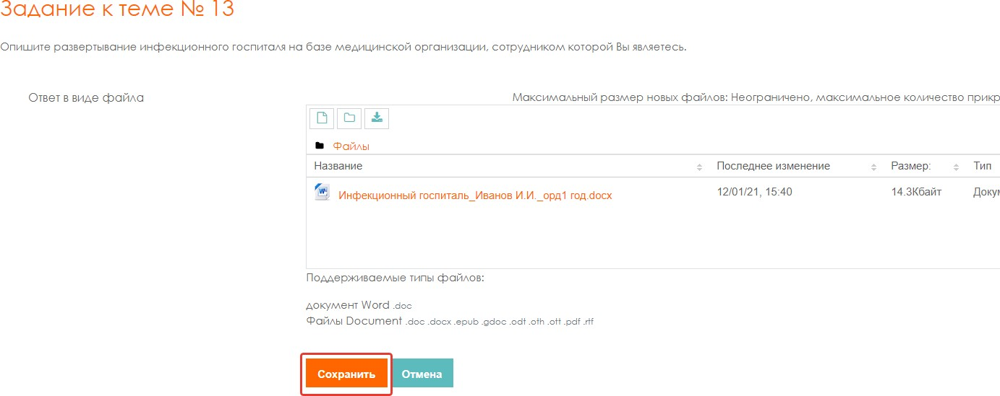 Задание к теме № 13
Опишите развертывание инфекционного госпиталя на базе медицинской организации, сотрудником которой Вы являетесь.
Ответ в виде файла
Максимальный размер новых файлов: Неограничено, максимальное количество прикр
Файлы
Название Последнее изменение Размер: Тип
Инфекционный госпиталь_Иванов И.И._орд1 год.docx 12/01/21, 15:40 14.3Кбайт Докум
Поддерживаемые типы файлов:
документ Word .doc
Файлы Document .doc .docx .epub .gdoc .odt .oth .ott .pdf .rtf
Сохранить Отмена